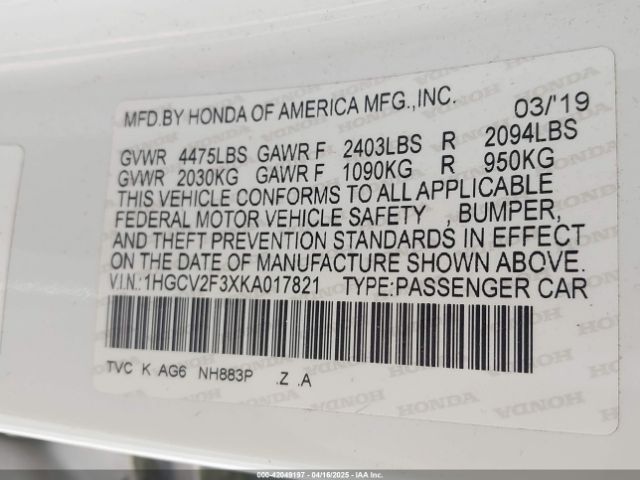 MFD.BY HONDA OF AMERICA MFG.,INC. 03/'19
GVWR 4475LBS GAWR F 2403LBS R 2094LBS
GVWR 2030KG GAWR F 1090KG R 950KG
THIS VEHICLE CONFORMS TO ALL APPLICABLE
FEDERAL MOTOR VEHICLE SAFETY , BUMPER,
AND THEFT PREVENTION STANDARDS IN EFFECT
ON THE DATE OF MANUFACTURE SHOWN ABOVE.
V.I.N.:1HGCV2F3XKA017821 TYPE:PASSENGER CAR
TVC K AG6 NH883P .Z .A
000-42049197 - 04/16/2025 - IAA Inc.